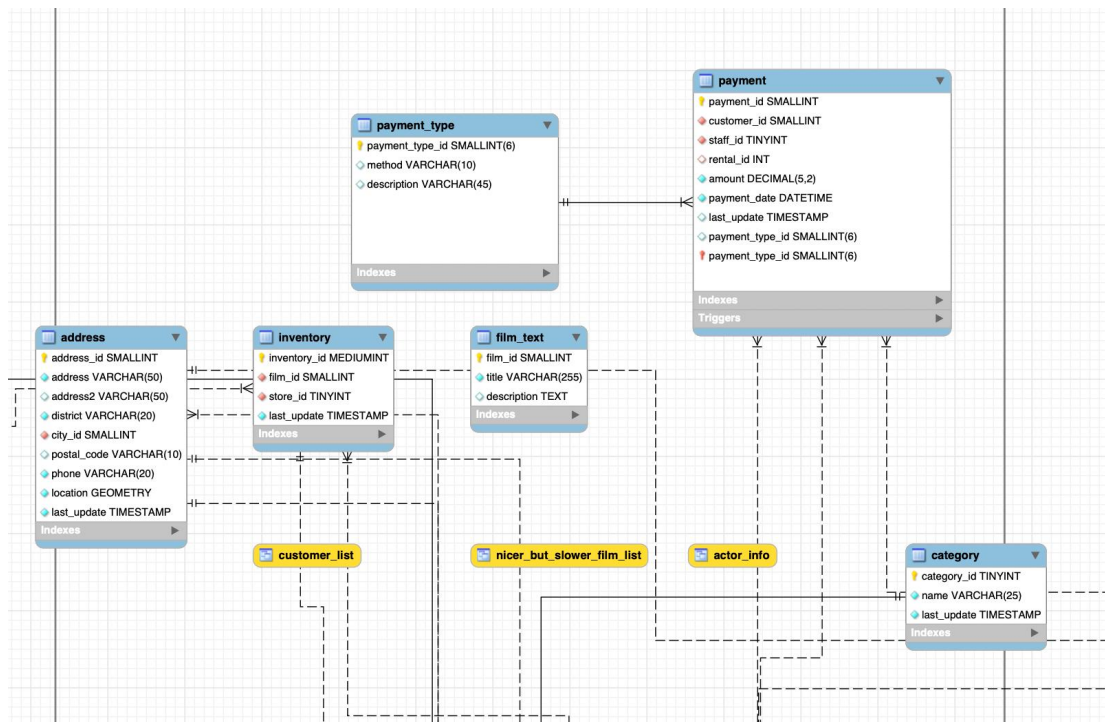 payment
payment_id SMALLINT
customer_id SMALLINT
staff_id TINYINT
rental_id INT
amount DECIMAL(5,2)
payment_date DATETIME
last_update TIMESTAMP
payment_type_id SMALLINT(6)
payment_type_id SMALLINT(6)
Indexes
Triggers
payment_type
payment_type_id SMALLINT(6)
method VARCHAR(10)
description VARCHAR(45)
Indexes
address
address_id SMALLINT
address VARCHAR(50)
address2 VARCHAR(50)
district VARCHAR(20)
city_id SMALLINT
postal_code VARCHAR(10)
phone VARCHAR(20)
location GEOMETRY
last_update TIMESTAMP
Indexes
inventory
inventory_id MEDIUMINT
film_id SMALLINT
store_id TINYINT
last_update TIMESTAMP
Indexes
film_text
film_id SMALLINT
title VARCHAR(255)
description TEXT
Indexes
customer_list
nicer_but_slower_film_list
actor_info
category
category_id TINYINT
name VARCHAR(25)
last_update TIMESTAMP
Indexes